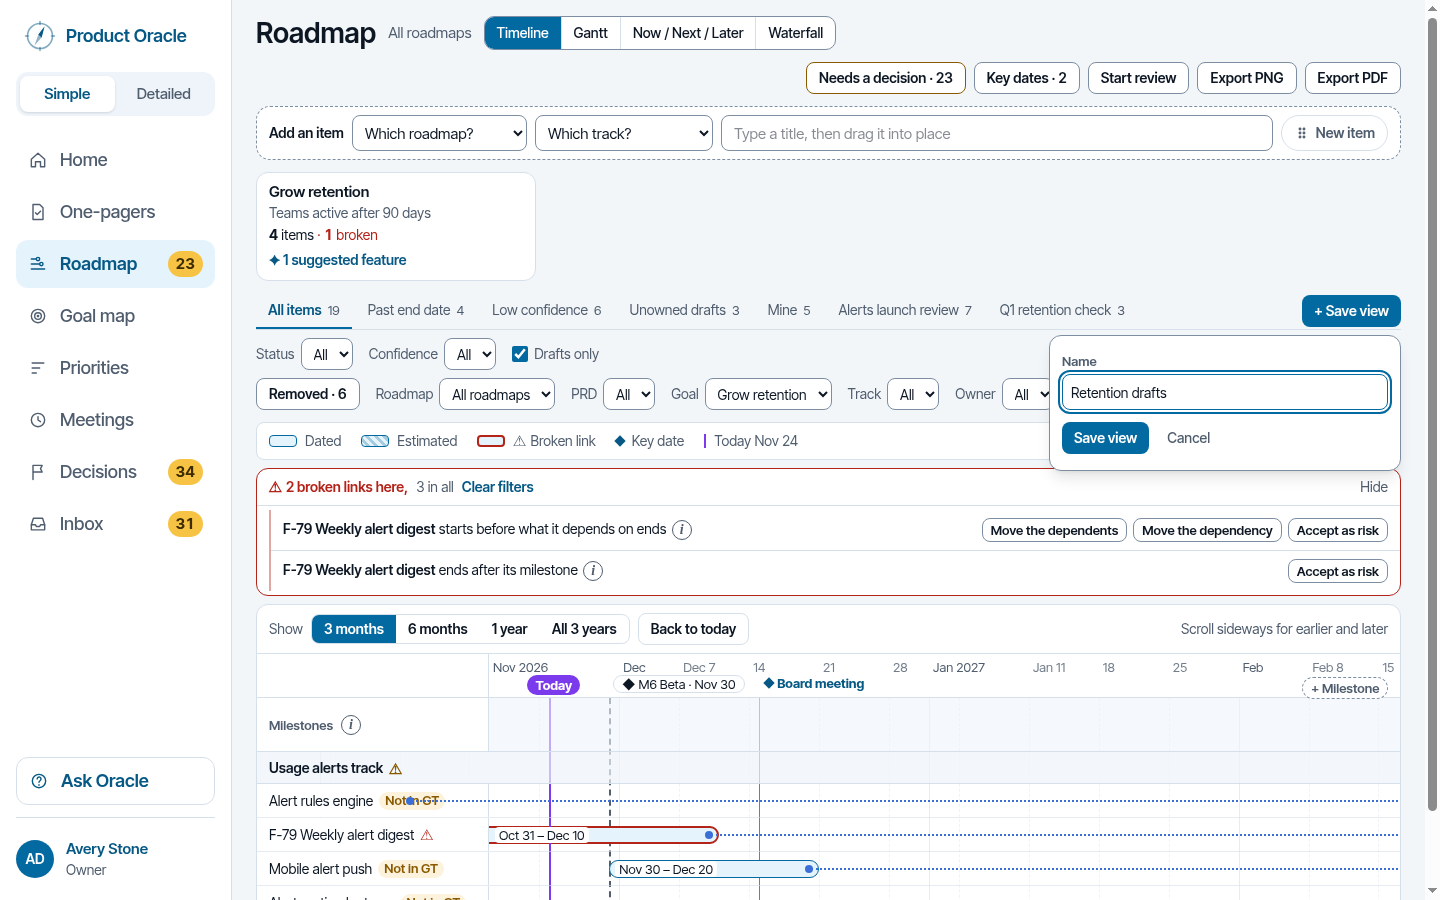 Product Oracle
Simple
Detailed
Home
One-pagers
Roadmap 23
Goal map
Priorities
Meetings
Decisions 34
Inbox 31
Ask Oracle
AD
Avery Stone
Owner
Roadmap All roadmaps
Timeline Gantt Now / Next / Later Waterfall
Needs a decision · 23 Key dates · 2 Start review Export PNG Export PDF
Add an item Which roadmap? Which track? Type a title, then drag it into place New item
Grow retention
Teams active after 90 days
4 items · 1 broken
1 suggested feature
All items 19 Past end date 4 Low confidence 6 Unowned drafts 3 Mine 5 Alerts launch review 7 Q1 retention check 3 + Save view
Status All Confidence All Drafts only
Removed · 6 Roadmap All roadmaps PRD All Goal Grow retention Track All Owner All
Name
Retention drafts
Save view Cancel
Dated Estimated Broken link Key date Today Nov 24
2 broken links here, 3 in all Clear filters Hide
F-79 Weekly alert digest starts before what it depends on ends i Move the dependents Move the dependency Accept as risk
F-79 Weekly alert digest ends after its milestone i Accept as risk
Show 3 months 6 months 1 year All 3 years Back to today Scroll sideways for earlier and later
Nov 2026 Dec Dec 7 14 21 28 Jan 2027 Jan 11 18 25 Feb Feb 8 15
Today M6 Beta · Nov 30 Board meeting + Milestone
Milestones i
Usage alerts track
Alert rules engine Not in GT
F-79 Weekly alert digest Oct 31 – Dec 10
Mobile alert push Not in GT Nov 30 – Dec 20